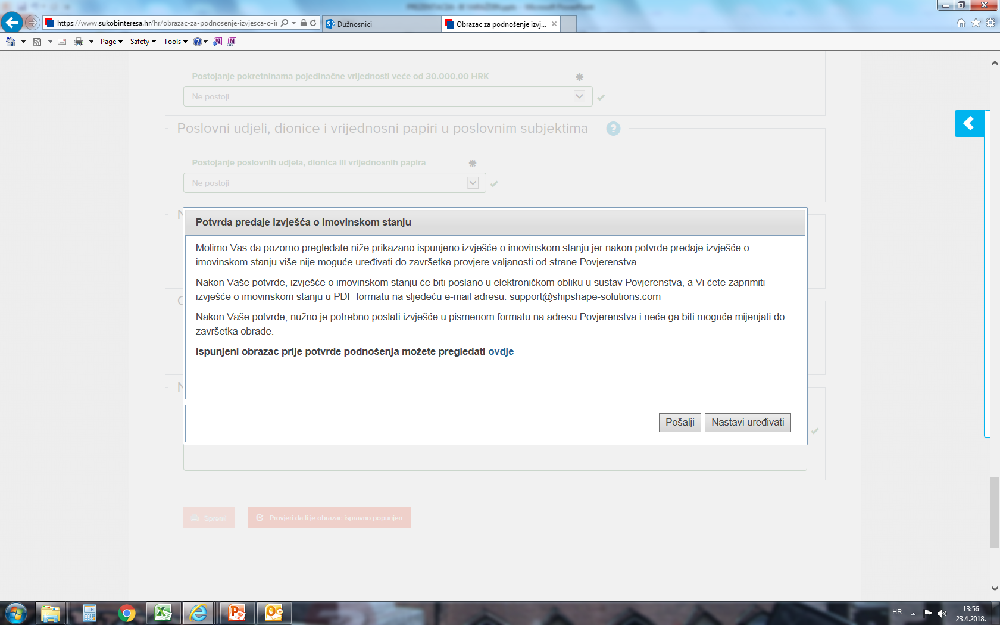 https://www.sukobinteresa.hr/hr/obrazac-za-podnosenje-izvjesca-o-ir
Dužnosnici
Obrazac za podnošenje izvj...
Page
Safety
Tools
Postojanje pokretninama pojedinačne vrijednosti veće od 30.000,00 HRK
Ne postoji
Poslovni udjeli, dionice i vrijednosni papiri u poslovnim subjektima
Postojanje poslovnih udjela, dionica ili vrijednosnih papira
Ne postoji
Potvrda predaje izvješća o imovinskom stanju
Molimo Vas da pozorno pregledate niže prikazano ispunjeno izvješće o imovinskom stanju jer nakon potvrde predaje izvješće o
imovinskom stanju više nije moguće uređivati do završetka provjere valjanosti od strane Povjerenstva.
Nakon Vaše potvrde, izvješće o imovinskom stanju će biti poslano u elektroničkom obliku u sustav Povjerenstva, a Vi ćete zaprimiti
izvješće o imovinskom stanju u PDF formatu na sljedeću e-mail adresu: support@shipshape-solutions.com
Nakon Vaše potvrde, nužno je potrebno poslati izvješće u pismenom formatu na adresu Povjerenstva i neće ga biti moguće mijenjati do
završetka obrade.
Ispunjeni obrazac prije potvrde podnošenja možete pregledati ovdje
Pošalji
Nastavi uređivati
Spremi
Provjeri da li je obrazac ispravno popunjen
HR
13:56
23.4.2018.